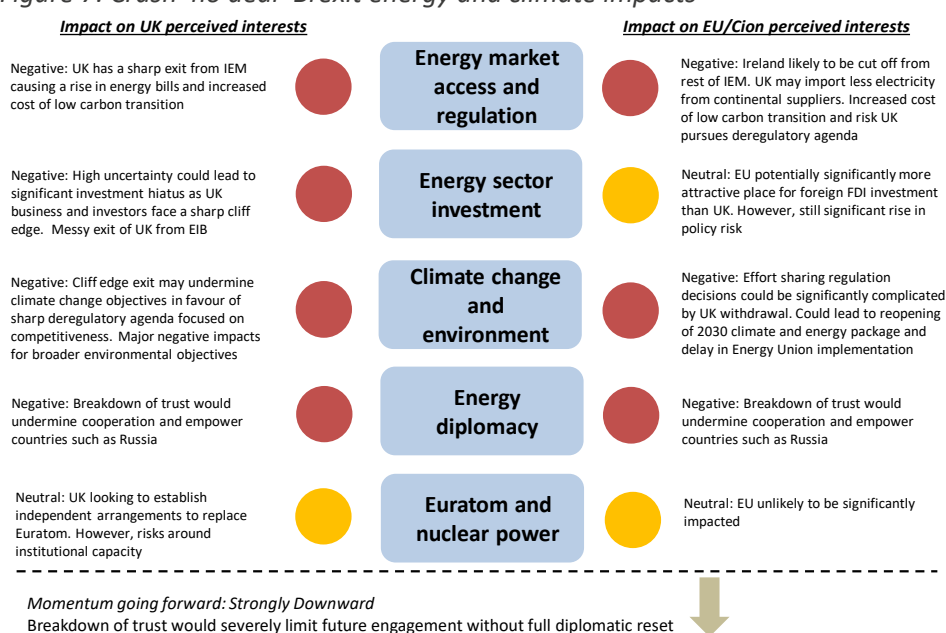 Impact on UK perceived interests
Impact on EU/Cion perceived interests
Negative: UK has a sharp exit from IEM
causing a rise in energy bills and increased
cost of low carbon transition
Energy market
access and
regulation
Negative: Ireland likely to be cut off from
rest of IEM. UK may import less electricity
from continental suppliers. Increased cost
of low carbon transition and risk UK
pursues deregulatory agenda
Negative: High uncertainty could lead to
significant investment hiatus as UK
business and investors face a sharp cliff
edge. Messy exit of UK from EIB
Energy sector
investment
Neutral: EU potentially significantly more
attractive place for foreign FDI investment
than UK. However, still significant rise in
policy risk
Negative: Cliff edge exit may undermine
climate change objectives in favour of
sharp deregulatory agenda focused on
competitiveness. Major negative impacts
for broader environmental objectives
Climate change
and
environment
Negative: Effort sharing regulation
decisions could be significantly complicated
by UK withdrawal. Could lead to reopening
of 2030 climate and energy package and
delay in Energy Union implementation
Negative: Breakdown of trust would
undermine cooperation and empower
countries such as Russia
Energy
diplomacy
Negative: Breakdown of trust would
undermine cooperation and empower
countries such as Russia
Neutral: UK looking to establish
independent arrangements to replace
Euratom. However, risks around
institutional capacity
Euratom and
nuclear power
Neutral: EU unlikely to be significantly
impacted
Momentum going forward: Strongly Downward
Breakdown of trust would severely limit future engagement without full diplomatic reset